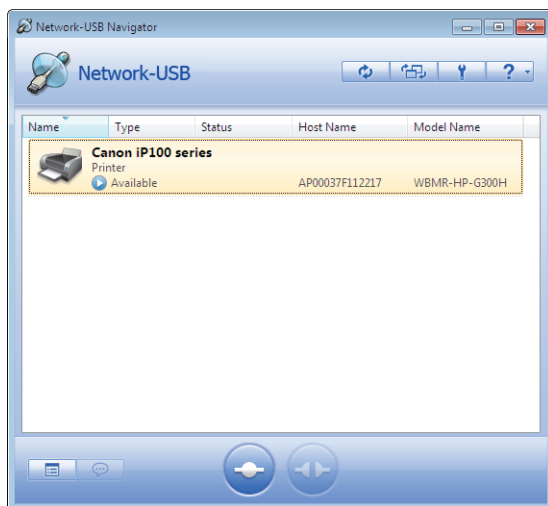 Network-USB Navigator
Network-USB
?
Name Type Status Host Name Model Name
Canon iP100 series
Printer
Available AP00037F112217 WBMR-HP-G300H